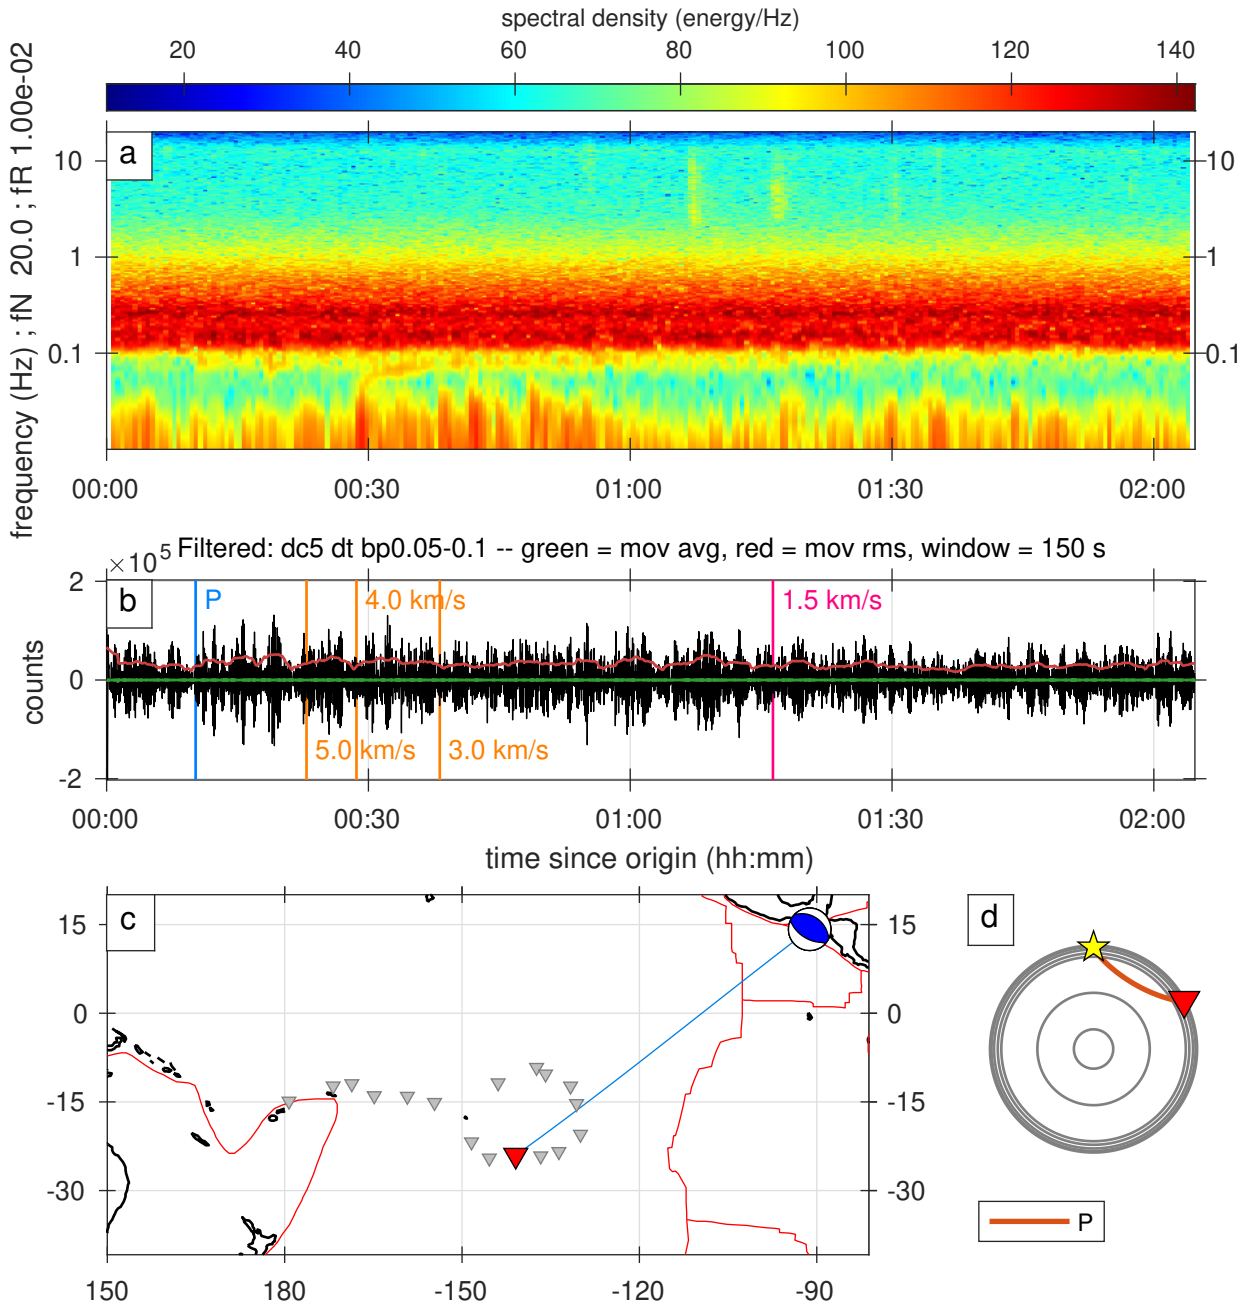 spectral density (energy/Hz)
20 40 60 80 100 120 140
frequency (Hz) ; fN 20.0 ; fR 1.00e-02
a
10 10
1 1
0.1 0.1
00:00 00:30 01:00 01:30 02:00
×10^5 Filtered: dc5 dt bp0.05-0.1 -- green = mov avg, red = mov rms, window = 150 s
counts
2
b P 4.0 km/s 1.5 km/s
0
5.0 km/s 3.0 km/s
-2
00:00 00:30 01:00 01:30 02:00
time since origin (hh:mm)
c
15 15
0 0
-15 -15
-30 -30
150 180 -150 -120 -90
d
P